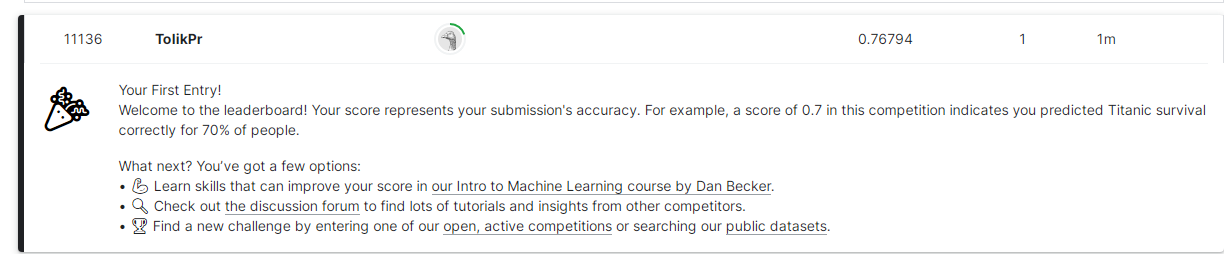 11136 TolikPr 0.76794 1 1m
Your First Entry!
Welcome to the leaderboard! Your score represents your submission's accuracy. For example, a score of 0.7 in this competition indicates you predicted Titanic survival
correctly for 70% of people.
What next? You've got a few options:
• 💪 Learn skills that can improve your score in our Intro to Machine Learning course by Dan Becker.
• 🔍 Check out the discussion forum to find lots of tutorials and insights from other competitors.
• 🏆 Find a new challenge by entering one of our open, active competitions or searching our public datasets.